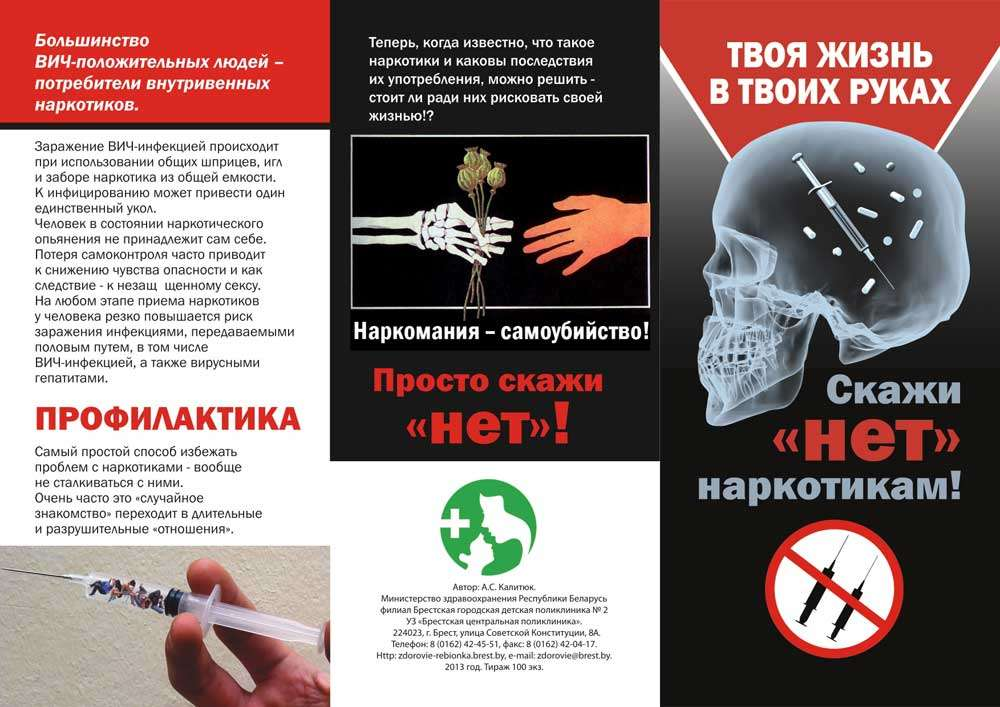 Большинство
ВИЧ-положительных людей –
потребители внутривенных
наркотиков.
Заражение ВИЧ-инфекцией происходит
при использовании общих шприцев, игл
и заборе наркотика из общей емкости.
К инфицированию может привести один
единственный укол.
Человек в состоянии наркотического
опьянения не принадлежит сам себе.
Потеря самоконтроля часто приводит
к снижению чувства опасности и как
следствие - к незащ  щенному сексу.
На любом этапе приема наркотиков
у человека резко повышается риск
заражения инфекциями, передаваемыми
половым путем, в том числе
ВИЧ-инфекцией, а также вирусными
гепатитами.
ПРОФИЛАКТИКА
Самый простой способ избежать
проблем с наркотиками - вообще
не сталкиваться с ними.
Очень часто это «случайное
знакомство» переходит в длительные
и разрушительные «отношения».
Теперь, когда известно, что такое
наркотики и каковы последствия
их употребления, можно решить -
стоит ли ради них рисковать своей
жизнью!?
Наркомания – самоубийство!
Просто скажи
«нет»!
Автор: А.С. Калитюк.
Министерство здравоохранения Республики Беларусь
филиал Брестская городская детская поликлиника № 2
УЗ «Брестская центральная поликлиника».
224023, г. Брест, улица Советской Конституции, 8А.
Телефон: 8 (0162) 42-45-51, факс: 8 (0162) 42-04-17.
Http: zdorovie-rebionka.brest.by, e-mail: zdorovie@brest.by.
2013 год. Тираж 100 экз.
ТВОЯ ЖИЗНЬ
В ТВОИХ РУКАХ
Скажи
«нет»
наркотикам!